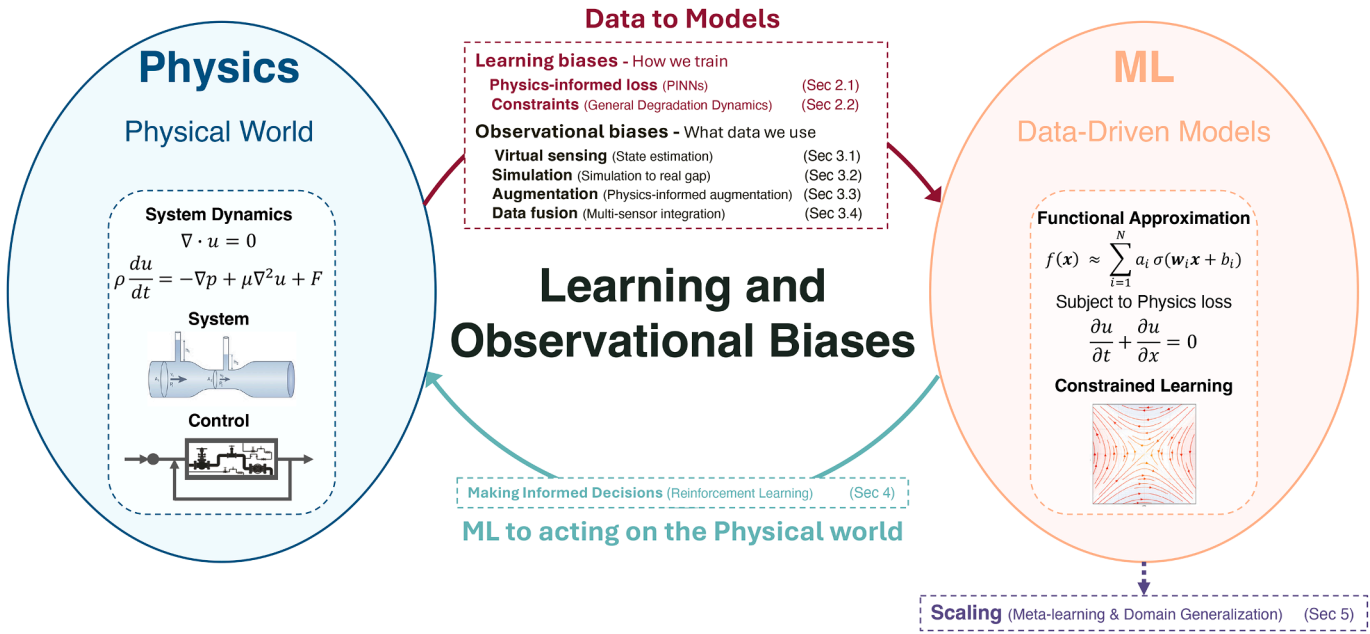 Physics
Physical World
System Dynamics
∇ · u = 0
ρ du/dt = −∇p + μ∇²u + F
System
Control
Data to Models
Learning biases - How we train
Physics-informed loss (PINNs) (Sec 2.1)
Constraints (General Degradation Dynamics) (Sec 2.2)
Observational biases - What data we use
Virtual sensing (State estimation) (Sec 3.1)
Simulation (Simulation to real gap) (Sec 3.2)
Augmentation (Physics-informed augmentation) (Sec 3.3)
Data fusion (Multi-sensor integration) (Sec 3.4)
Learning and
Observational Biases
Making Informed Decisions (Reinforcement Learning) (Sec 4)
ML to acting on the Physical world
ML
Data-Driven Models
Functional Approximation
f(x) ≈ ∑_{i=1}^{N} a_i σ(w_i x + b_i)
Subject to Physics loss
∂u/∂t + ∂u/∂x = 0
Constrained Learning
Scaling (Meta-learning & Domain Generalization) (Sec 5)